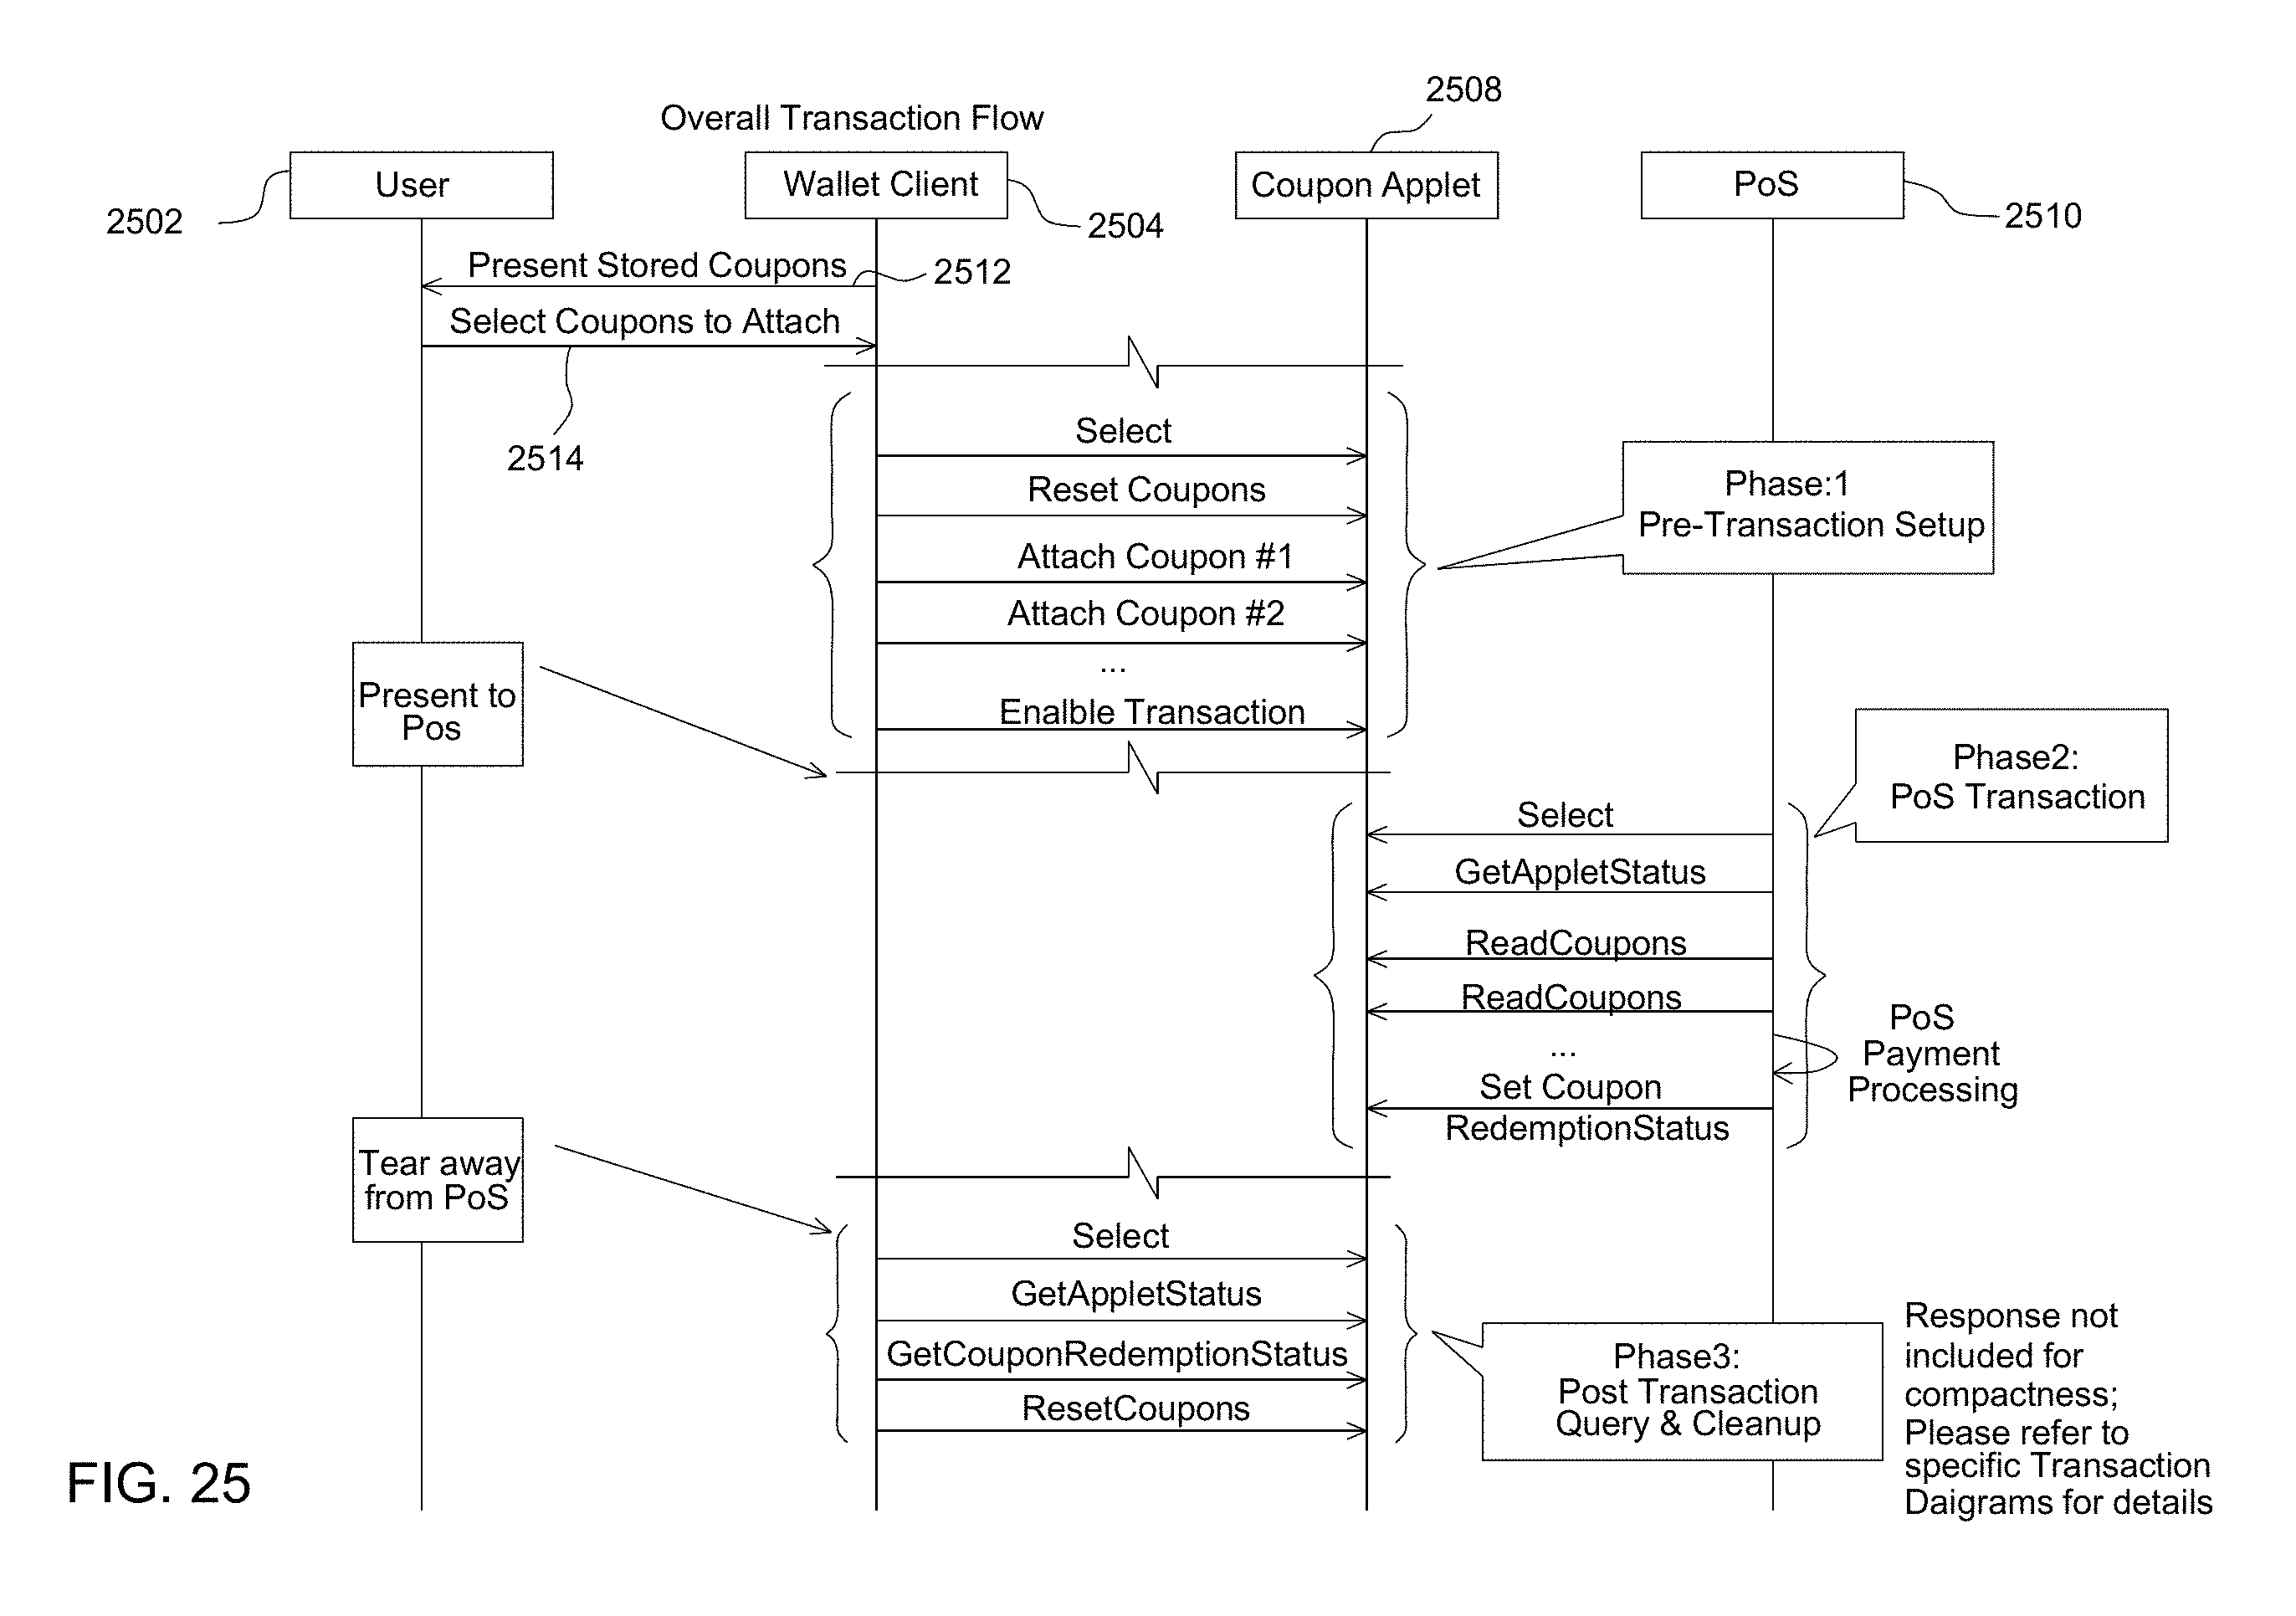 2508
Overall Transaction Flow
User
Wallet Client
Coupon Applet
PoS
2502
2504
2510
Present Stored Coupons
2512
Select Coupons to Attach
2514
Select
Reset Coupons
Attach Coupon #1
Attach Coupon #2
...
Enalble Transaction
Phase:1
Pre-Transaction Setup
Present to
Pos
Phase2:
PoS Transaction
Select
GetAppletStatus
ReadCoupons
ReadCoupons
...
Set Coupon
RedemptionStatus
PoS
Payment
Processing
Tear away
from PoS
Select
GetAppletStatus
GetCouponRedemptionStatus
ResetCoupons
Phase3:
Post Transaction
Query & Cleanup
Response not
included for
compactness;
Please refer to
specific Transaction
Daigrams for details
FIG. 25